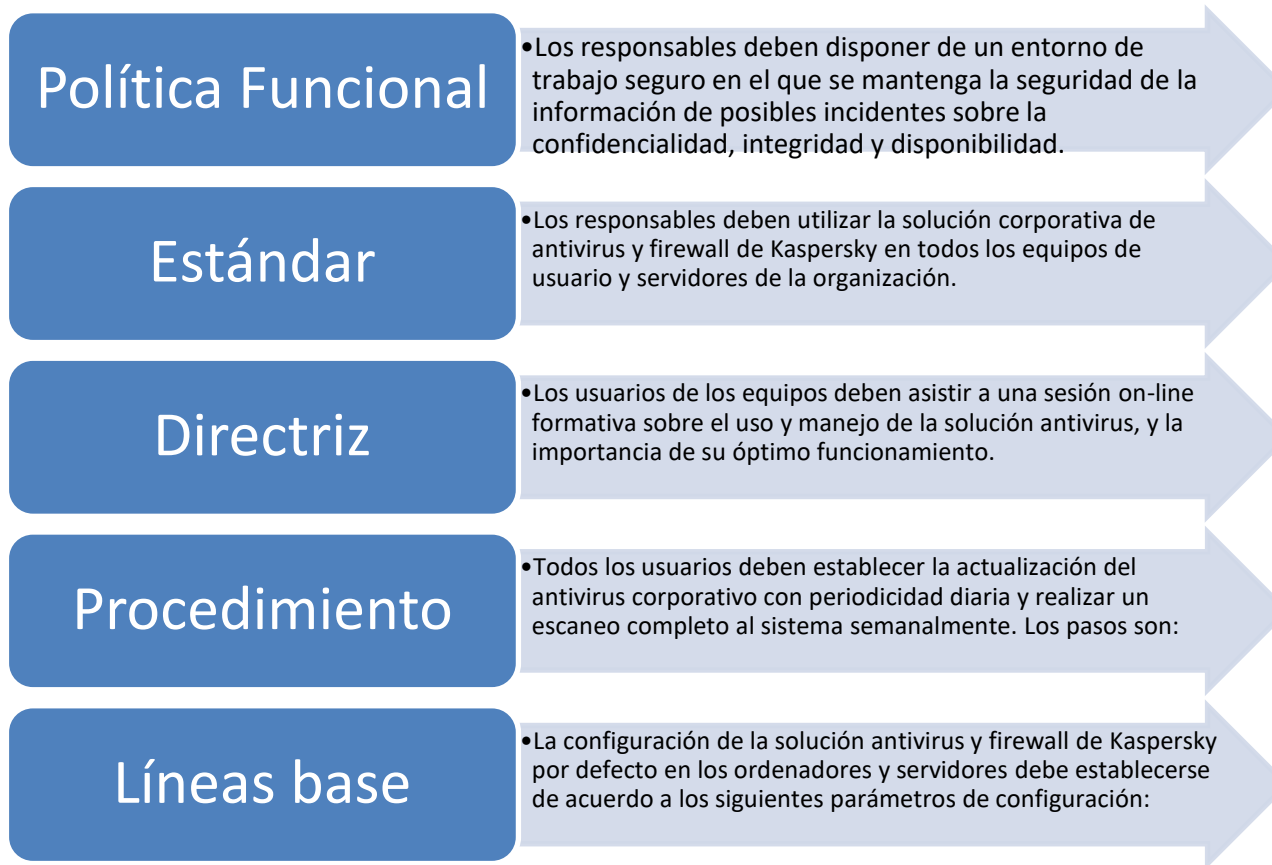 Política Funcional
•Los responsables deben disponer de un entorno de
trabajo seguro en el que se mantenga la seguridad de la
información de posibles incidentes sobre la
confidencialidad, integridad y disponibilidad.
Estándar
•Los responsables deben utilizar la solución corporativa de
antivirus y firewall de Kaspersky en todos los equipos de
usuario y servidores de la organización.
Directriz
•Los usuarios de los equipos deben asistir a una sesión on-line
formativa sobre el uso y manejo de la solución antivirus, y la
importancia de su óptimo funcionamiento.
Procedimiento
•Todos los usuarios deben establecer la actualización del
antivirus corporativo con periodicidad diaria y realizar un
escaneo completo al sistema semanalmente. Los pasos son:
Líneas base
•La configuración de la solución antivirus y firewall de Kaspersky
por defecto en los ordenadores y servidores debe establecerse
de acuerdo a los siguientes parámetros de configuración: